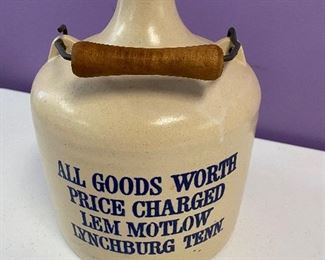 ALL GOODS WORTH
PRICE CHARGED
LEM MOTLOW
LYNCHBURG TENN.